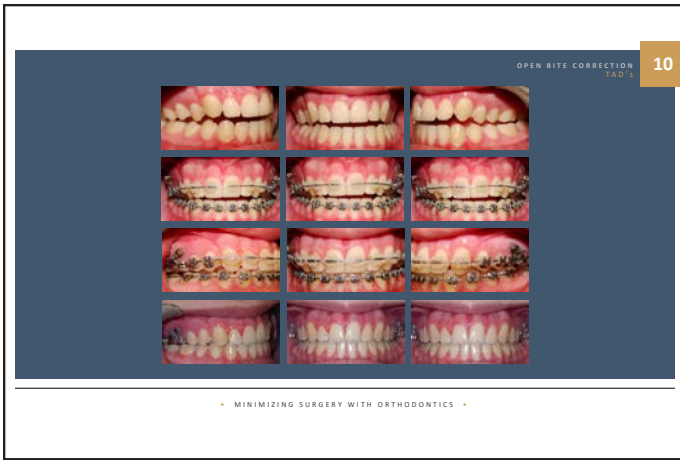 OPEN BITE CORRECTION
TAD's
10
• MINIMIZING SURGERY WITH ORTHODONTICS •